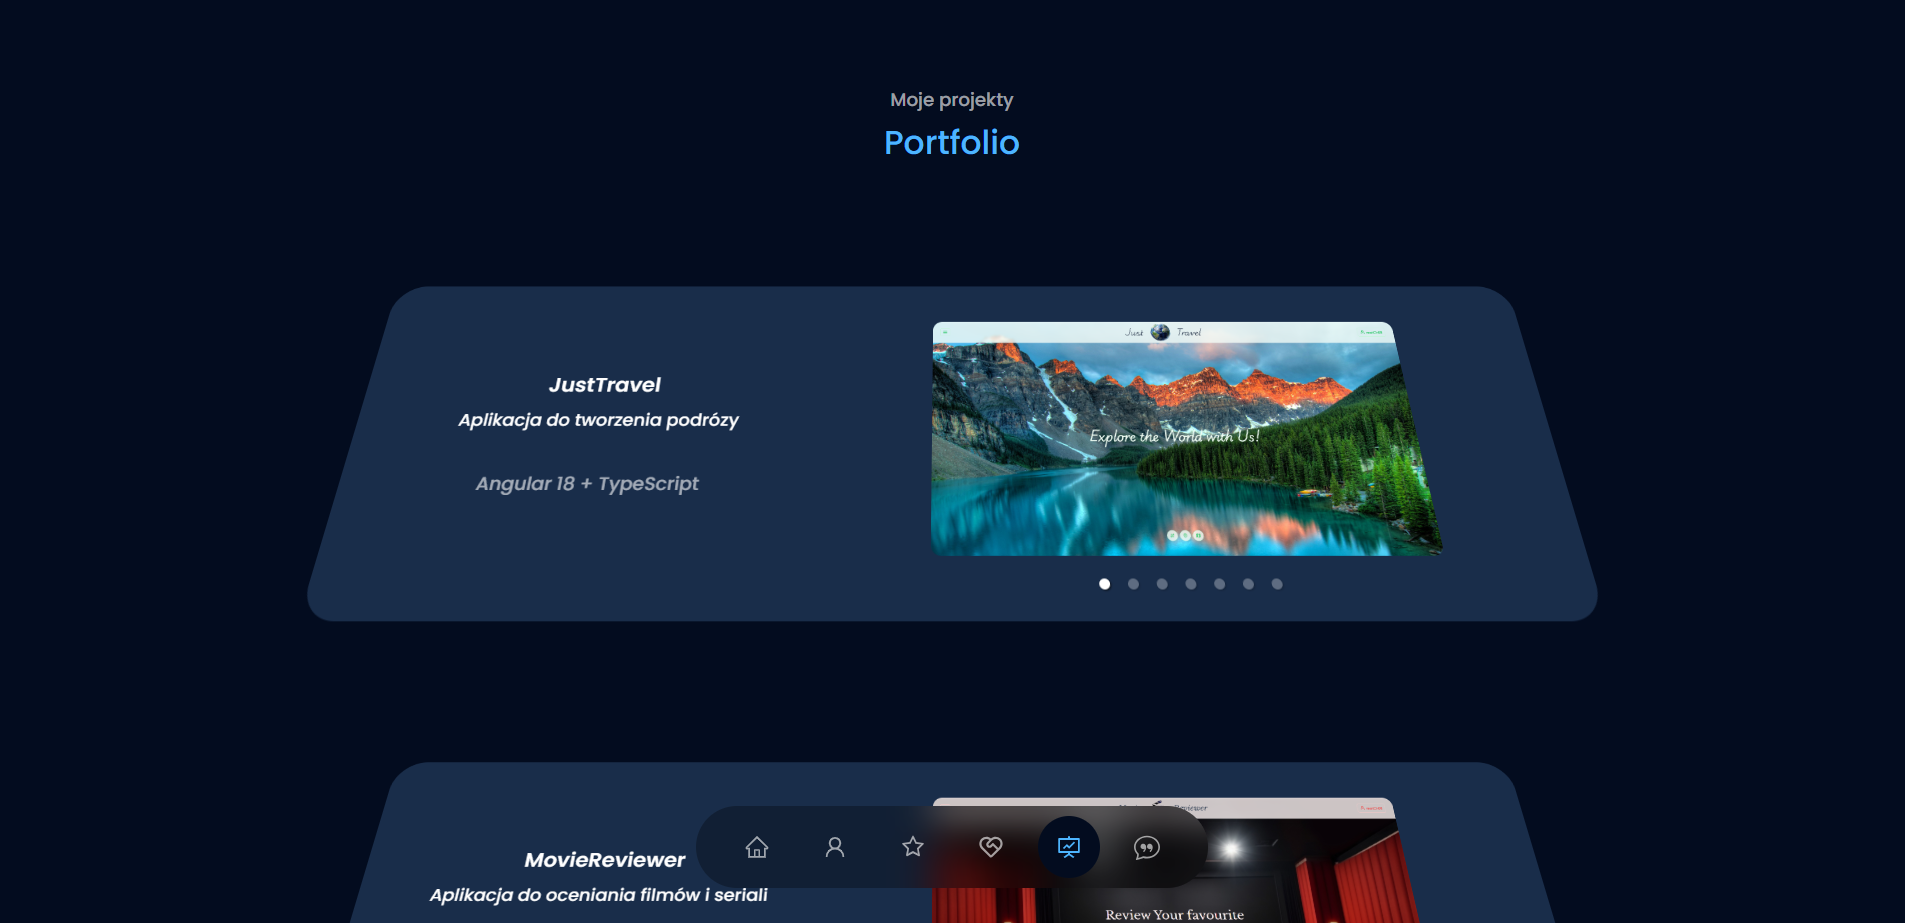 Moje projekty
Portfolio
JustTravel
Aplikacja do tworzenia podrózy
Angular 18 + TypeScript
Just Travel
Explore the World with Us!
MovieReviewer
Aplikacja do oceniania filmów i seriali
Review Your favourite